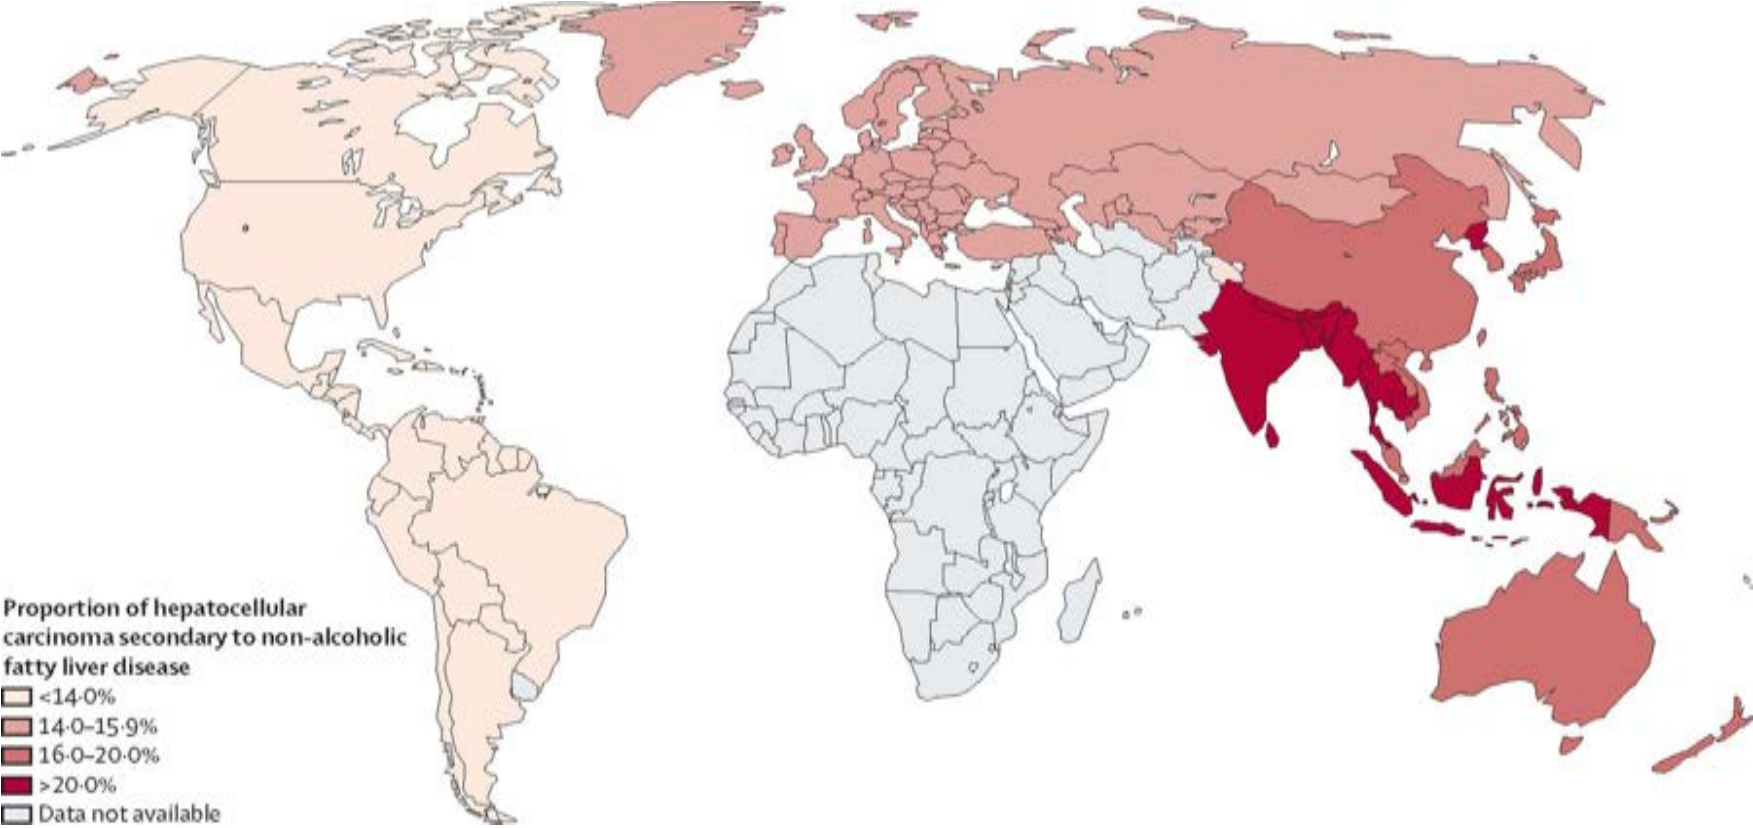 Proportion of hepatocellular
carcinoma secondary to non-alcoholic
fatty liver disease
<14·0%
14·0–15·9%
16·0–20·0%
>20·0%
Data not available